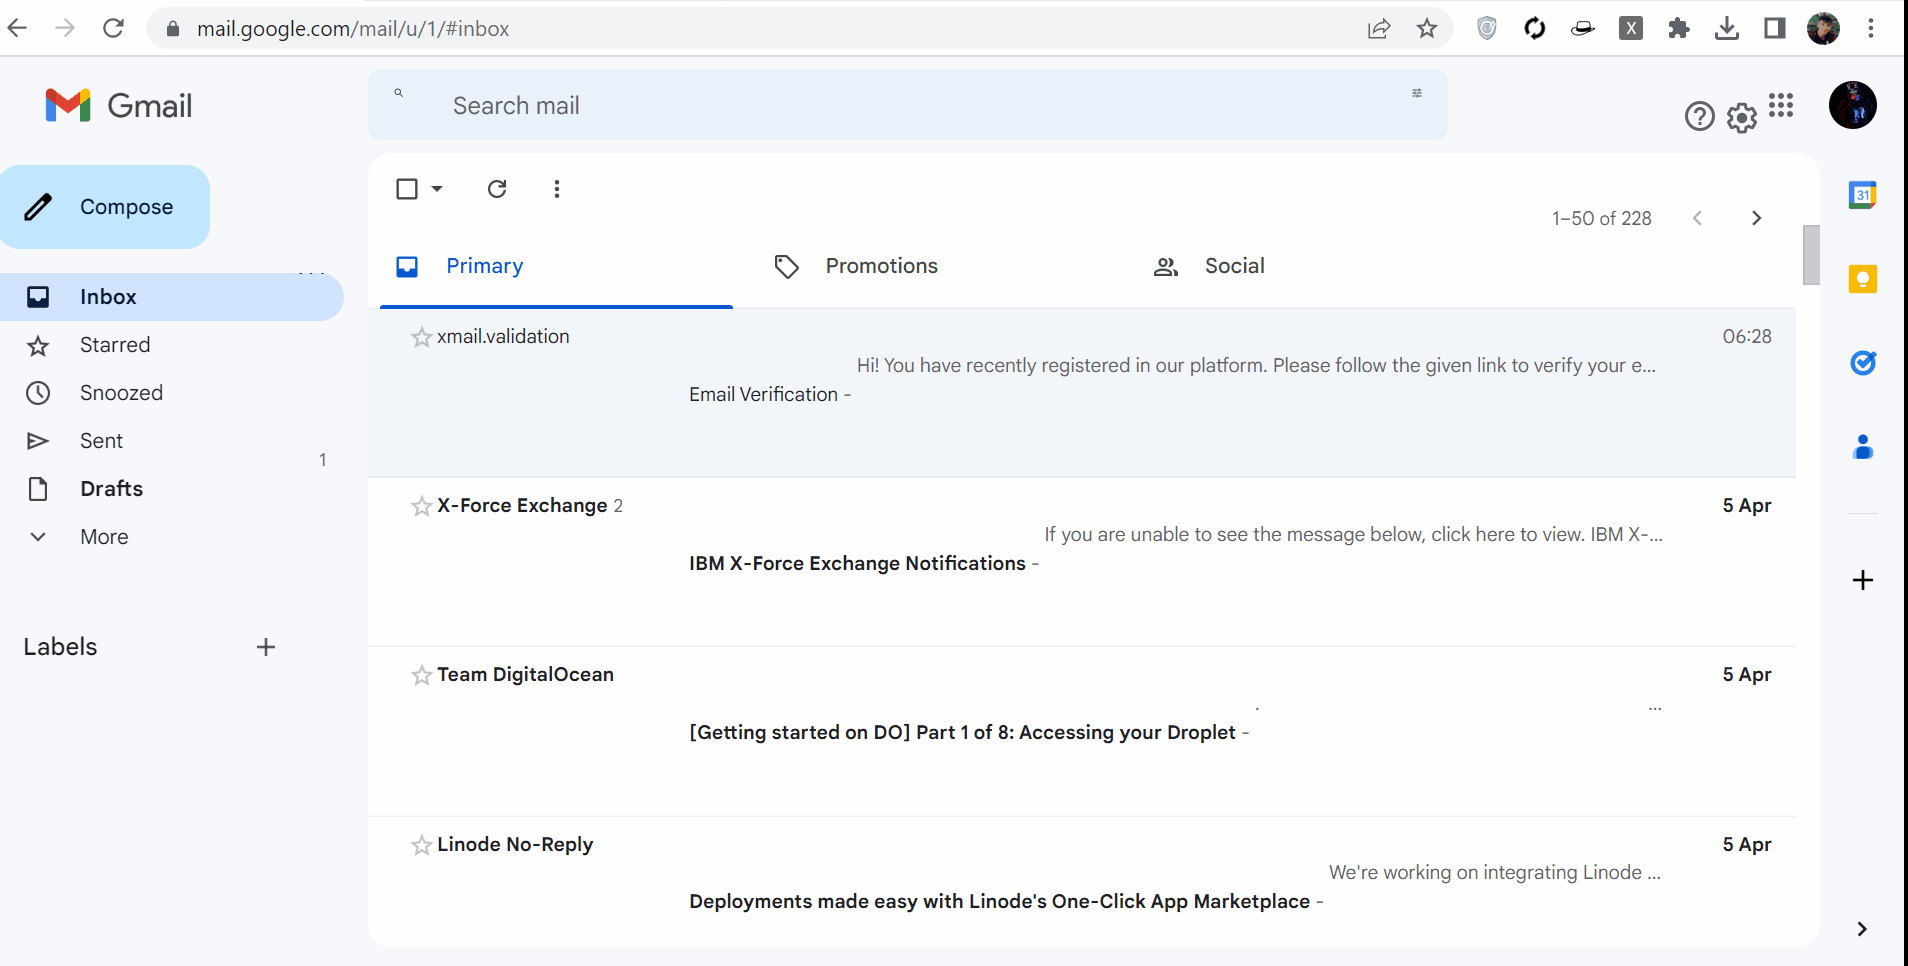 mail.google.com/mail/u/1/#inbox
X
Gmail
Search mail
Compose
1–50 of 228
31
Primary
Promotions
Social
Inbox
Starred
Snoozed
Sent
1
Drafts
More
Labels
xmail.validation
06:28
Hi! You have recently registered in our platform. Please follow the given link to verify your e...
Email Verification -
X-Force Exchange 2
5 Apr
If you are unable to see the message below, click here to view. IBM X-...
IBM X-Force Exchange Notifications -
Team DigitalOcean
5 Apr
. ...
[Getting started on DO] Part 1 of 8: Accessing your Droplet -
Linode No-Reply
5 Apr
We're working on integrating Linode ...
Deployments made easy with Linode's One-Click App Marketplace -